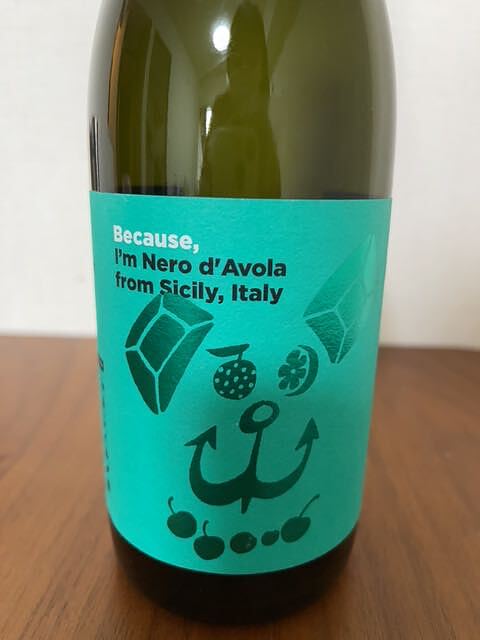 Because,
I'm Nero d'Avola
from Sicily, Italy